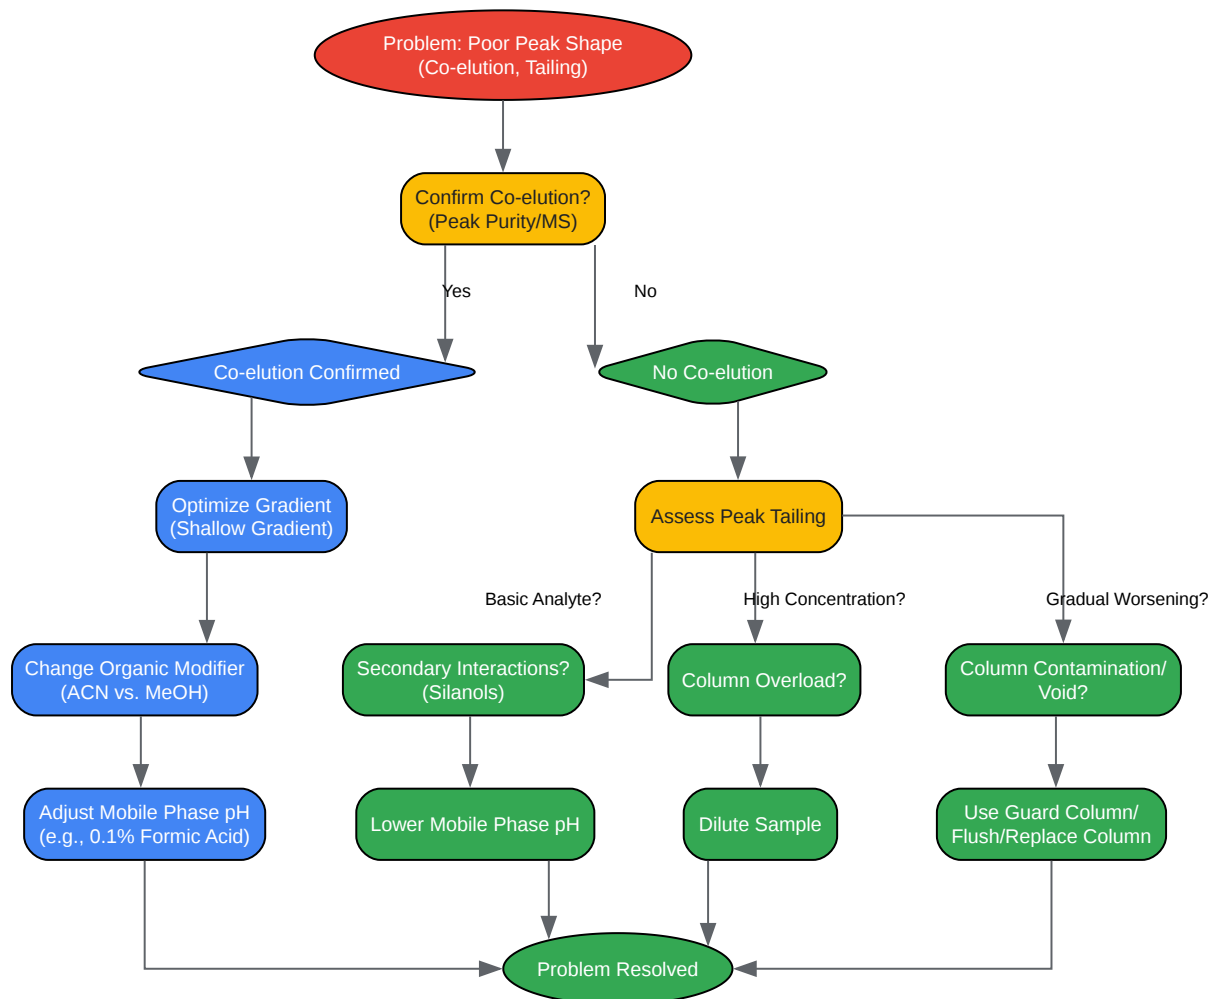 Problem: Poor Peak Shape
(Co-elution, Tailing)
Confirm Co-elution?
(Peak Purity/MS)
Yes
No
Co-elution Confirmed
No Co-elution
Optimize Gradient
(Shallow Gradient)
Assess Peak Tailing
Basic Analyte?
High Concentration?
Gradual Worsening?
Change Organic Modifier
(ACN vs. MeOH)
Secondary Interactions?
(Silanols)
Column Overload?
Column Contamination/
Void?
Adjust Mobile Phase pH
(e.g., 0.1% Formic Acid)
Lower Mobile Phase pH
Dilute Sample
Use Guard Column/
Flush/Replace Column
Problem Resolved